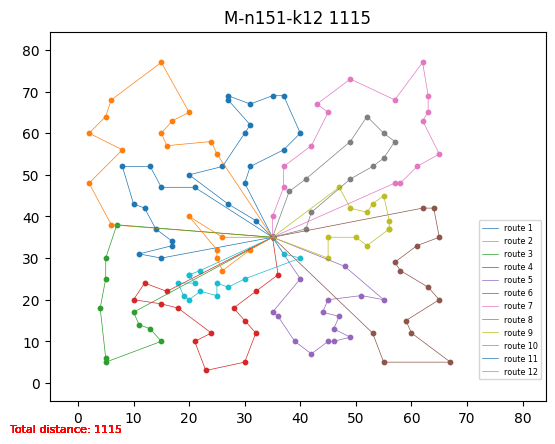 M-n151-k12 1115
80
70
60
50
40
30
20
10
0
0 10 20 30 40 50 60 70 80
route 1
route 2
route 3
route 4
route 5
route 6
route 7
route 8
route 9
route 10
route 11
route 12
Total distance: 1115